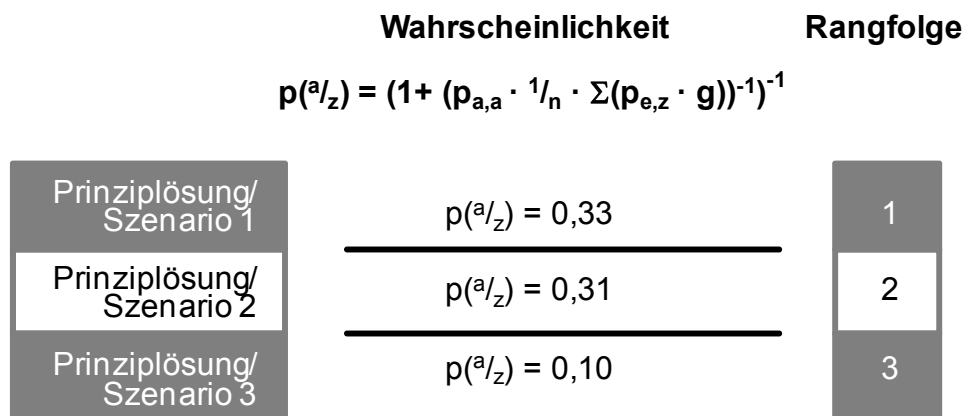 Wahrscheinlichkeit Rangfolge
p(ᵃ/z) = (1+ (pa,a · ¹/n · Σ(pe,z · g))⁻¹)⁻¹
Prinziplösung/
Szenario 1 p(ᵃ/z) = 0,33 1
Prinziplösung/
Szenario 2 p(ᵃ/z) = 0,31 2
Prinziplösung/
Szenario 3 p(ᵃ/z) = 0,10 3